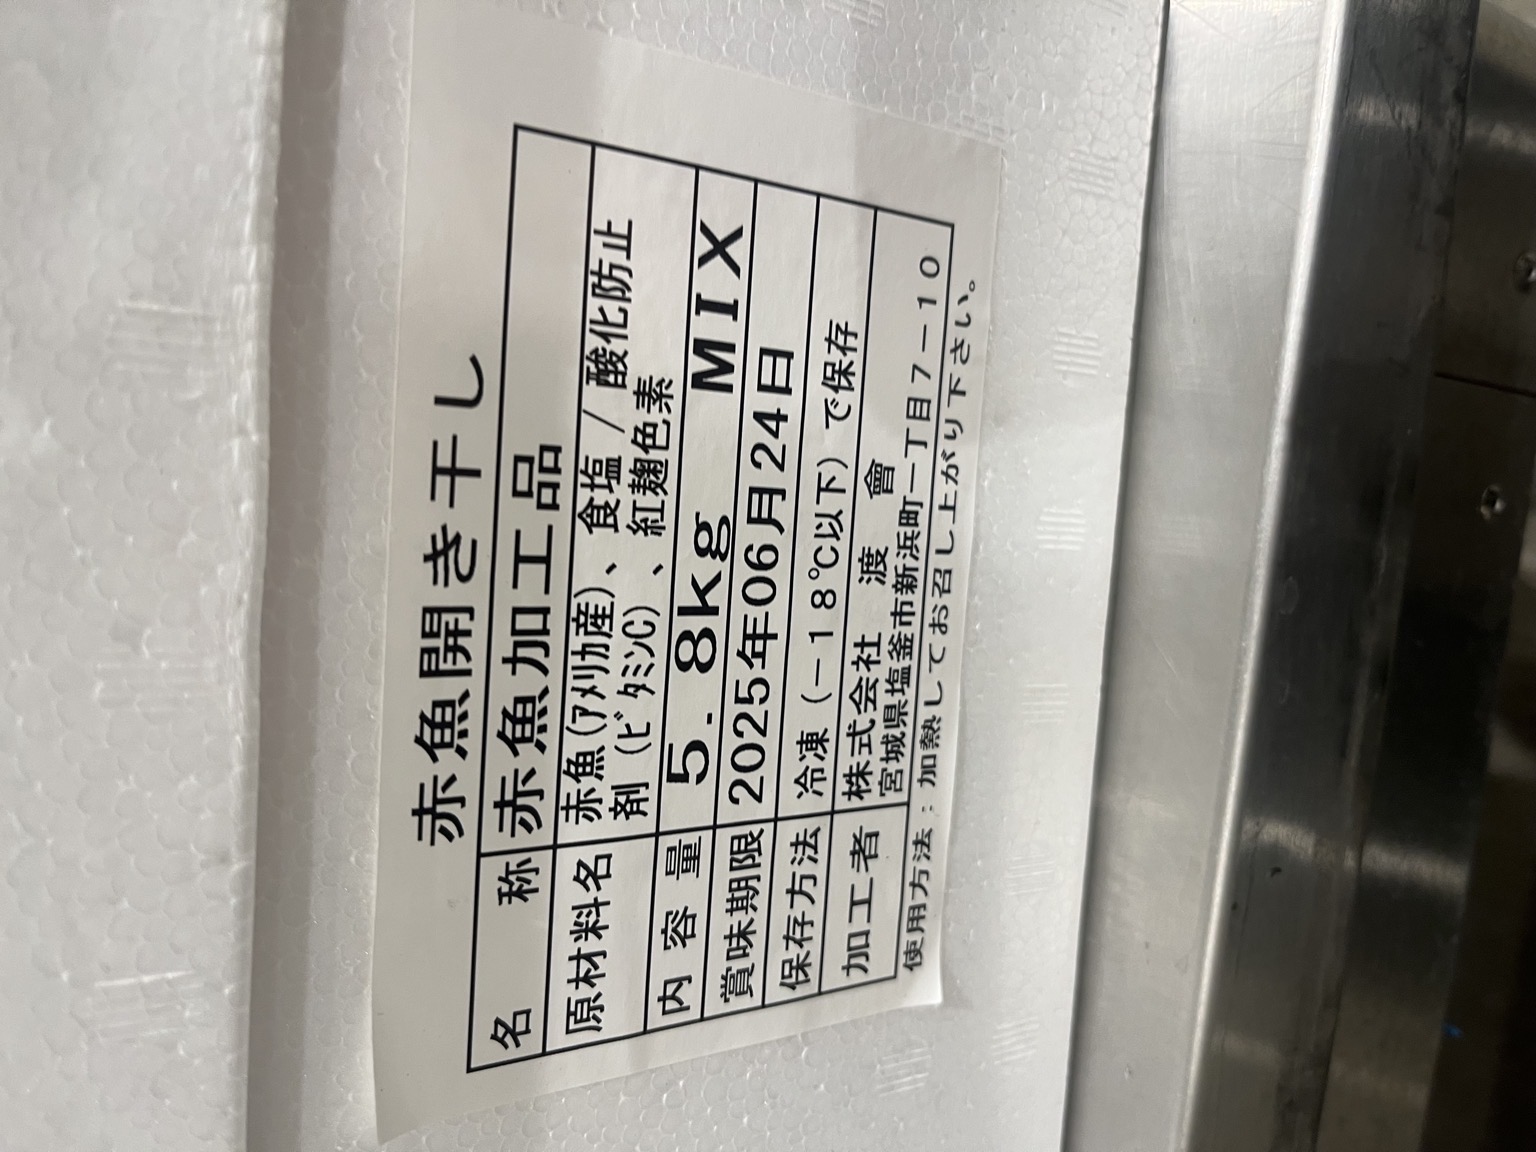 赤魚開き干し
名称 赤魚加工品
原材料名 赤魚(ｱﾒﾘｶ産)、食塩/酸化防止
剤(ﾋﾞﾀﾐﾝC)、紅麹色素
内容量 5.8kg MIX
賞味期限 2025年06月24日
保存方法 冷凍(−18℃以下)で保存
加工者 株式会社 渡會
宮城県塩釜市新浜町一丁目7−10
使用方法:加熱してお召し上がり下さい。